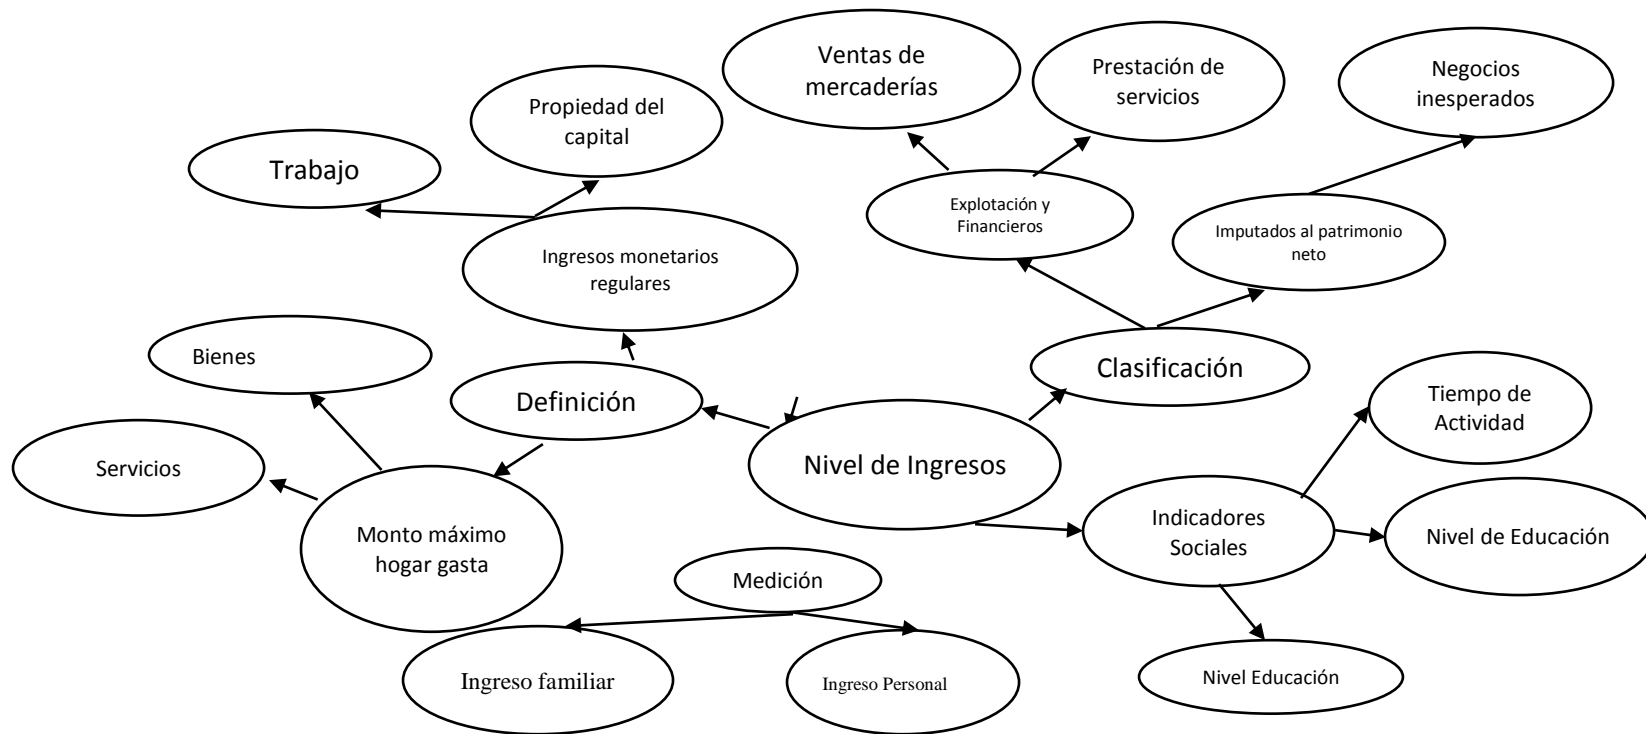 Ventas de
mercaderías
Prestación de
servicios
Negocios
inesperados
Propiedad del
capital
Trabajo
Explotación y
Financieros
Imputados al patrimonio
neto
Ingresos monetarios
regulares
Bienes
Definición
Clasificación
Tiempo de
Actividad
Servicios
Nivel de Ingresos
Monto máximo
hogar gasta
Indicadores
Sociales
Nivel de Educación
Medición
Ingreso familiar
Ingreso Personal
Nivel Educación